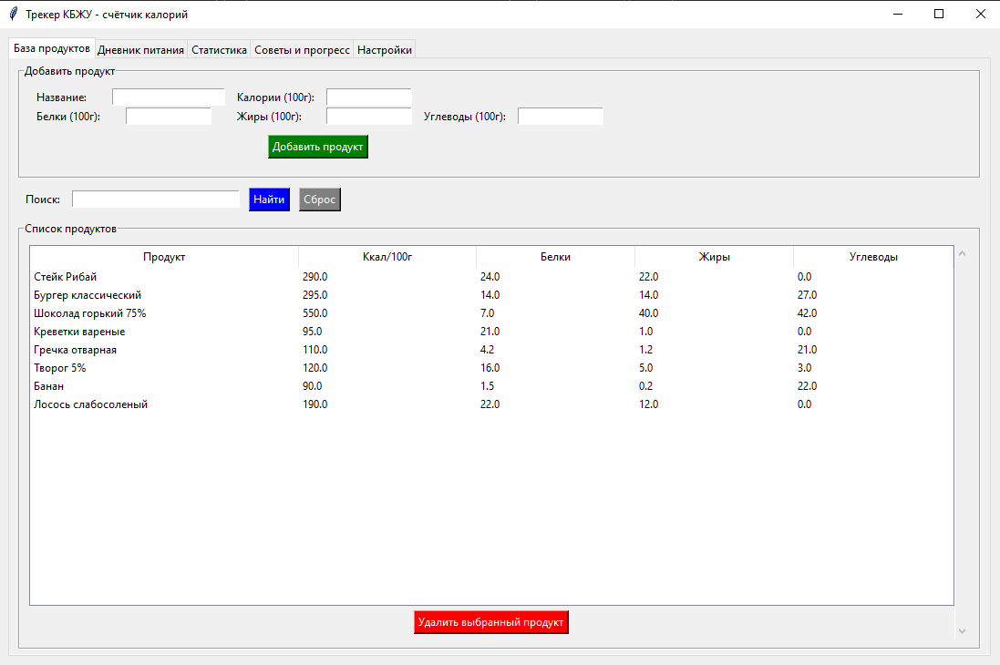 Трекер КБЖУ - счётчик калорий
База продуктов Дневник питания Статистика Советы и прогресс Настройки
Добавить продукт
Название: Калории (100г):
Белки (100г): Жиры (100г): Углеводы (100г):
Добавить продукт
Поиск: Найти Сброс
Список продуктов
Продукт Ккал/100г Белки Жиры Углеводы
Стейк Рибай 290.0 24.0 22.0 0.0
Бургер классический 295.0 14.0 14.0 27.0
Шоколад горький 75% 550.0 7.0 40.0 42.0
Креветки вареные 95.0 21.0 1.0 0.0
Гречка отварная 110.0 4.2 1.2 21.0
Творог 5% 120.0 16.0 5.0 3.0
Банан 90.0 1.5 0.2 22.0
Лосось слабосоленый 190.0 22.0 12.0 0.0
Удалить выбранный продукт